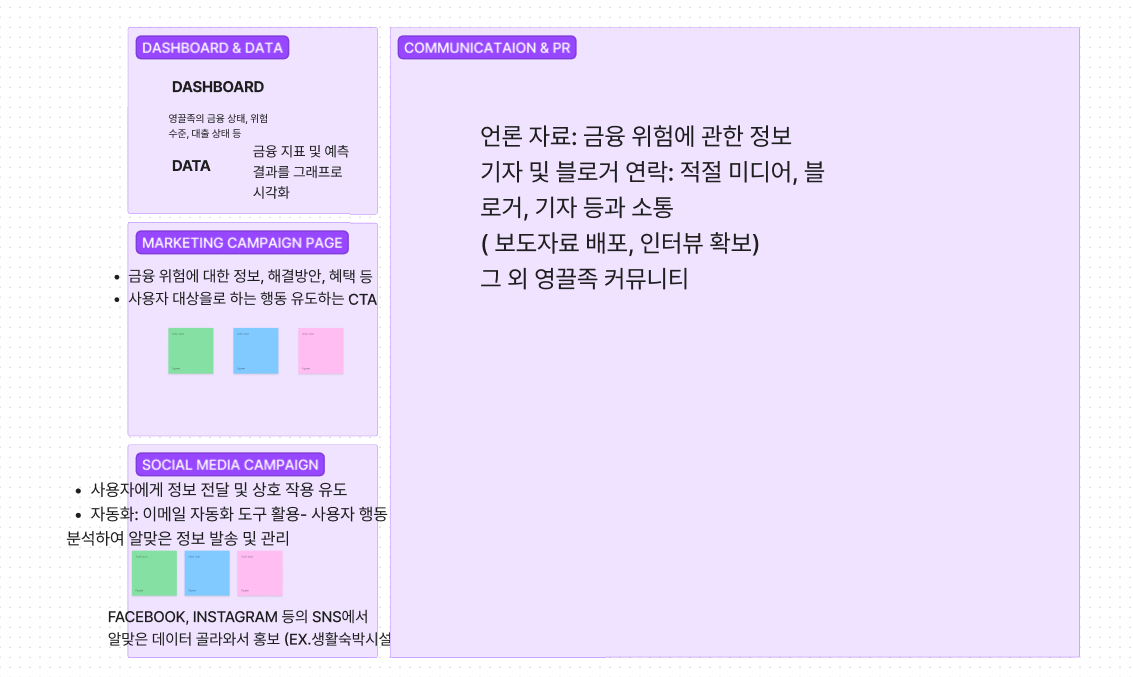 DASHBOARD & DATA
DASHBOARD
영끌족의 금융 상태, 위험
수준, 대출 상태 등
DATA
금융 지표 및 예측
결과를 그래프로
시각화
MARKETING CAMPAIGN PAGE
• 금융 위험에 대한 정보, 해결방안, 혜택 등
• 사용자 대상을로 하는 행동 유도하는 CTA
SOCIAL MEDIA CAMPAIGN
• 사용자에게 정보 전달 및 상호 작용 유도
• 자동화: 이메일 자동화 도구 활용- 사용자 행동
분석하여 알맞은 정보 발송 및 관리
FACEBOOK, INSTAGRAM 등의 SNS에서
알맞은 데이터 골라와서 홍보 (EX.생활숙박시설
COMMUNICATAION & PR
언론 자료: 금융 위험에 관한 정보
기자 및 블로거 연락: 적절 미디어, 블
로거, 기자 등과 소통
( 보도자료 배포, 인터뷰 확보)
그 외 영끌족 커뮤니티